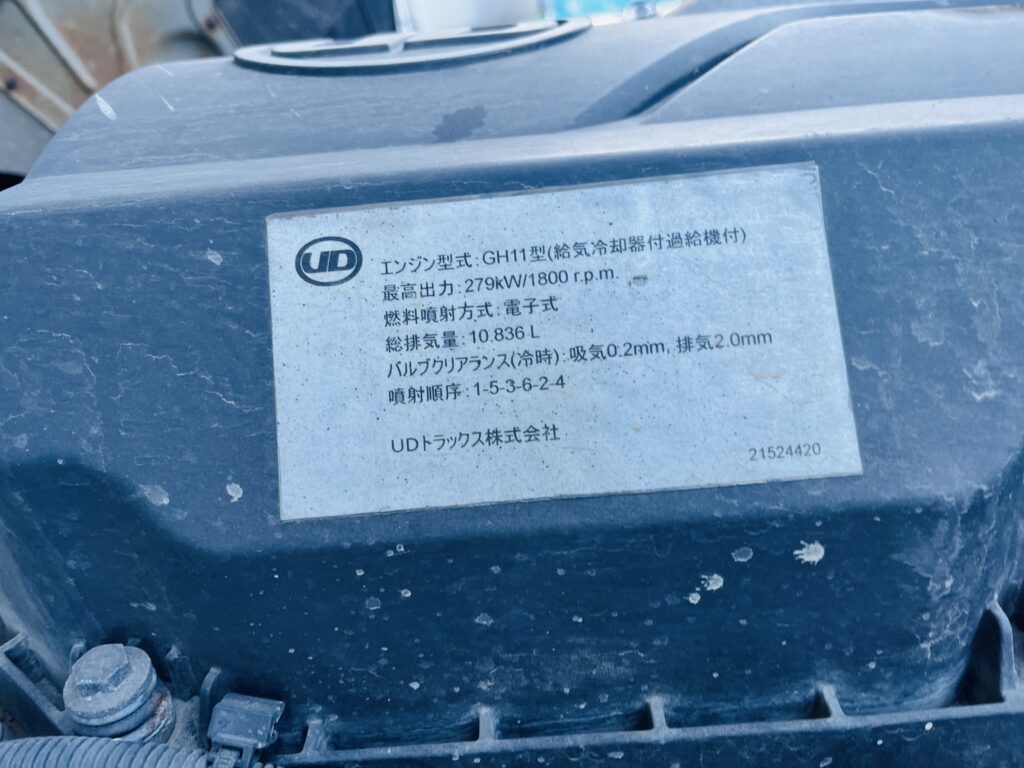 UD
エンジン型式：GH11型(給気冷却器付過給機付)
最高出力：279kW/1800 r.p.m.
燃料噴射方式：電子式
総排気量：10.836 L
バルブクリアランス(冷時)：吸気0.2mm, 排気2.0mm
噴射順序：1-5-3-6-2-4
UDトラックス株式会社
21524420